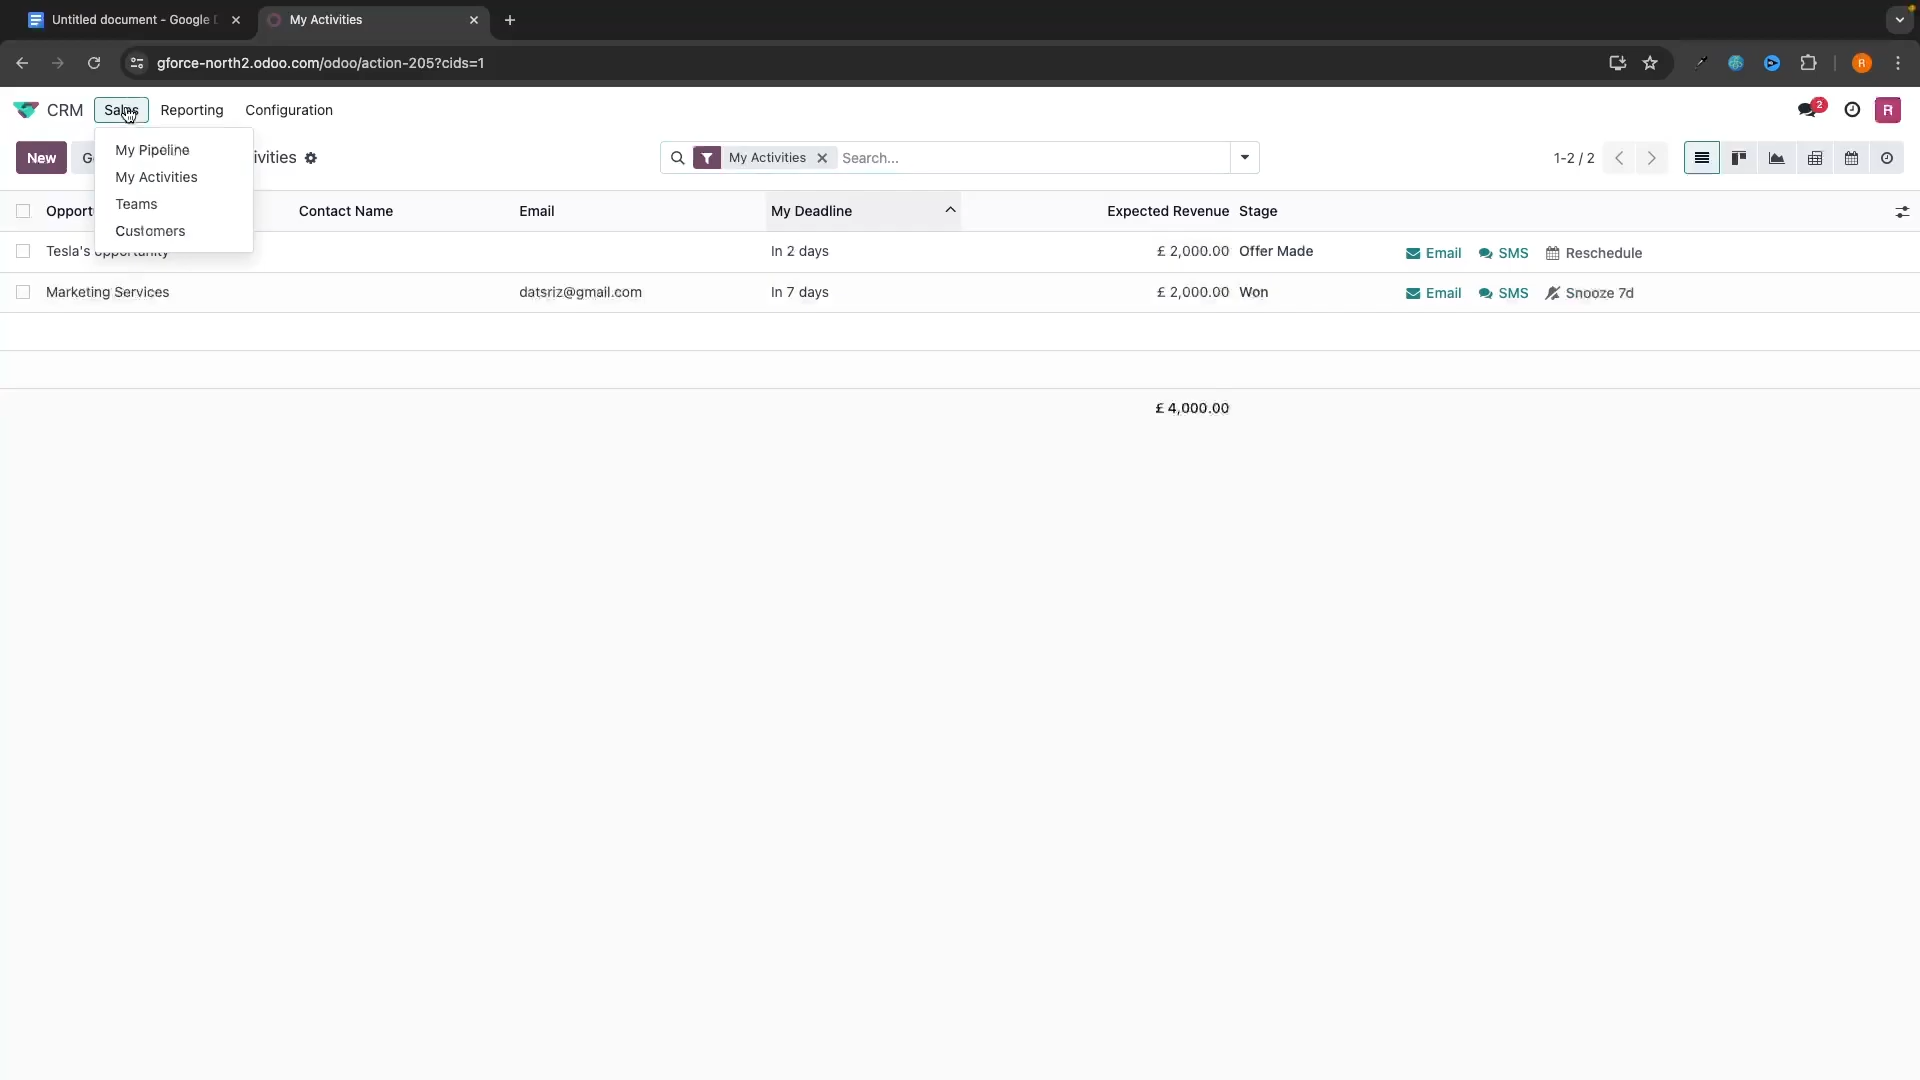 Untitled document - Google
My Activities
gforce-north2.odoo.com/odoo/action-205?cids=1
R
CRM
Sales
Reporting
Configuration
2
R
My Pipeline
My Activities
Teams
Customers
New
ivities
My Activities
Search...
1-2 / 2
Opport
Contact Name
Email
My Deadline
Expected Revenue
Stage
Tesla's opportunity
In 2 days
£ 2,000.00
Offer Made
Email
SMS
Reschedule
Marketing Services
datsriz@gmail.com
In 7 days
£ 2,000.00
Won
Email
SMS
Snooze 7d
£ 4,000.00